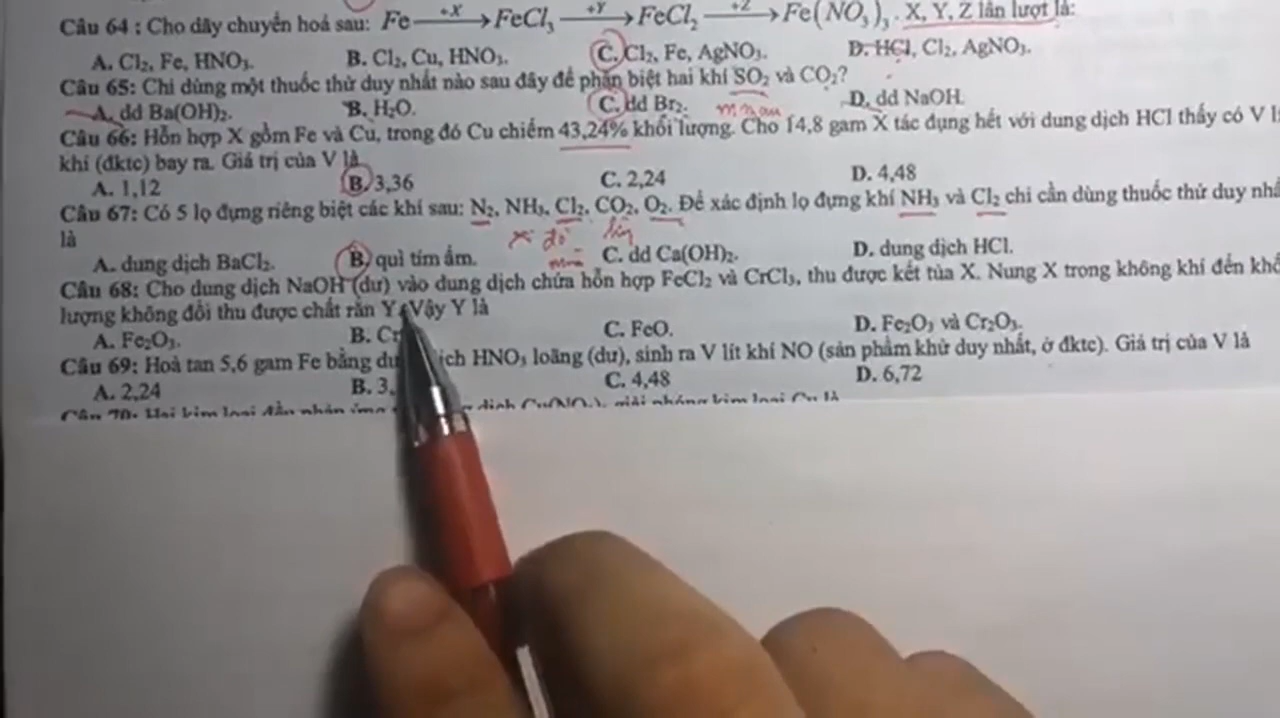 Câu 64 : Cho dãy chuyển hoá sau: Fe —+X→ FeCl₃ —+Y→ FeCl₂ —+Z→ Fe(NO₃)₃. X, Y, Z lần lượt là:
A. Cl₂, Fe, HNO₃. B. Cl₂, Cu, HNO₃. C. Cl₂, Fe, AgNO₃. D. HCl, Cl₂, AgNO₃.
Câu 65: Chỉ dùng một thuốc thử duy nhất nào sau đây để phân biệt hai khí SO₂ và CO₂?
A. dd Ba(OH)₂. B. H₂O. C. dd Br₂. D. dd NaOH.
Câu 66: Hỗn hợp X gồm Fe và Cu, trong đó Cu chiếm 43,24% khối lượng. Cho 14,8 gam X tác dụng hết với dung dịch HCl thấy có V
khí (đktc) bay ra. Giá trị của V là
A. 1,12 B. 3,36 C. 2,24 D. 4,48
Câu 67: Có 5 lọ đựng riêng biệt các khí sau: N₂, NH₃, Cl₂, CO₂, O₂. Để xác định lọ đựng khí NH₃ và Cl₂ chỉ cần dùng thuốc thử duy
là
A. dung dịch BaCl₂. B. quì tím ẩm. C. dd Ca(OH)₂. D. dung dịch HCl.
Câu 68: Cho dung dịch NaOH (dư) vào dung dịch chứa hỗn hợp FeCl₂ và CrCl₃, thu được kết tủa X. Nung X trong không khí đến
lượng không đổi thu được chất rắn Y. Vậy Y là
A. Fe₂O₃. B. C. FeO. D. Fe₂O₃ và Cr₂O₃.
Câu 69: Hoà tan 5,6 gam Fe bằng HNO₃ loãng (dư), sinh ra V lít khí NO (sản phẩm khử duy nhất, ở đktc). Giá trị của V là
A. 2,24 B. 3, C. 4,48 D. 6,72